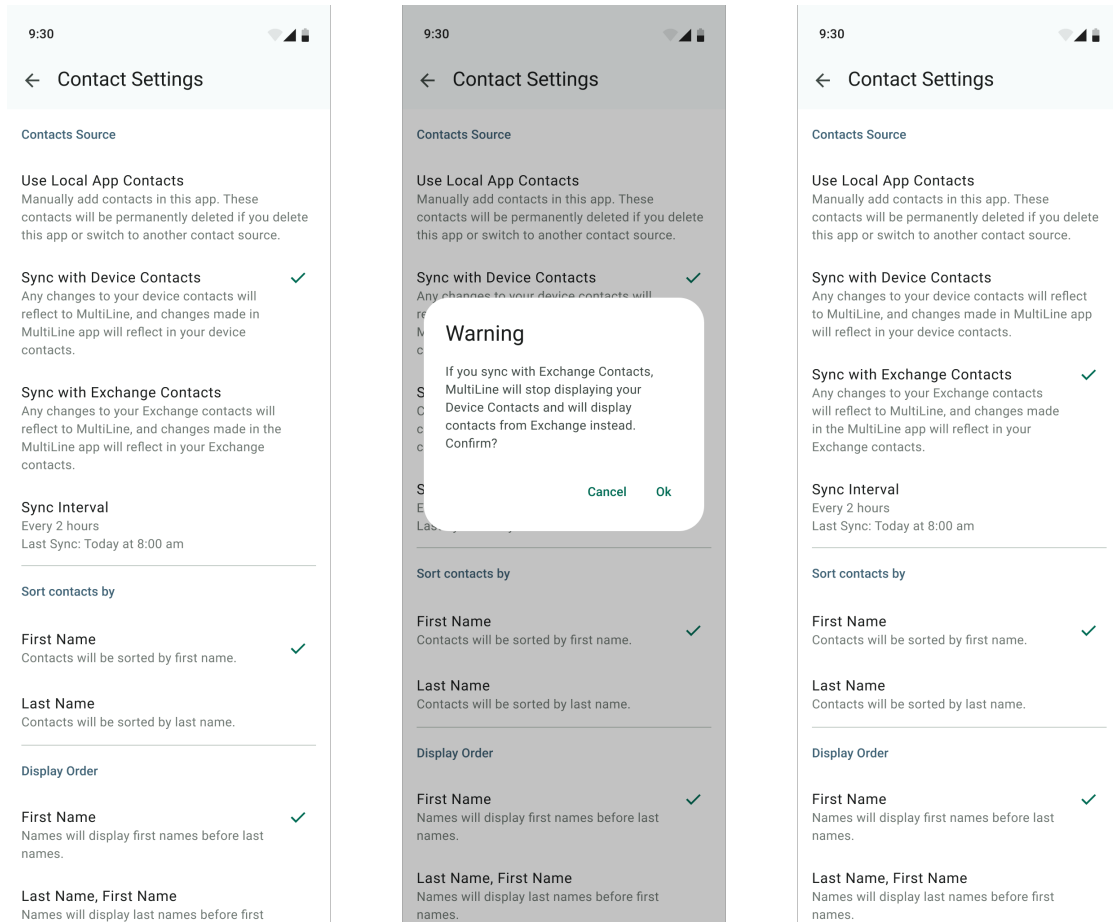 9:30
Contact Settings
Contacts Source
Use Local App Contacts
Manually add contacts in this app. These
contacts will be permanently deleted if you delete
this app or switch to another contact source.
Sync with Device Contacts
Any changes to your device contacts will
reflect to MultiLine, and changes made in
MultiLine app will reflect in your device
contacts.
Sync with Exchange Contacts
Any changes to your Exchange contacts will
reflect to MultiLine, and changes made in the
MultiLine app will reflect in your Exchange
contacts.
Sync Interval
Every 2 hours
Last Sync: Today at 8:00 am
Sort contacts by
First Name
Contacts will be sorted by first name.
Last Name
Contacts will be sorted by last name.
Display Order
First Name
Names will display first names before last
names.
Last Name, First Name
Names will display last names before first
9:30
Contact Settings
Contacts Source
Use Local App Contacts
Manually add contacts in this app. These
contacts will be permanently deleted if you delete
this app or switch to another contact source.
Sync with Device Contacts
Any changes to your device contacts will
Warning
If you sync with Exchange Contacts,
MultiLine will stop displaying your
Device Contacts and will display
contacts from Exchange instead.
Confirm?
Cancel Ok
Sort contacts by
First Name
Contacts will be sorted by first name.
Last Name
Contacts will be sorted by last name.
Display Order
First Name
Names will display first names before last
names.
Last Name, First Name
Names will display last names before first
names.
9:30
Contact Settings
Contacts Source
Use Local App Contacts
Manually add contacts in this app. These
contacts will be permanently deleted if you delete
this app or switch to another contact source.
Sync with Device Contacts
Any changes to your device contacts will reflect
to MultiLine, and changes made in MultiLine app
will reflect in your device contacts.
Sync with Exchange Contacts
Any changes to your Exchange contacts
will reflect to MultiLine, and changes made
in the MultiLine app will reflect in your
Exchange contacts.
Sync Interval
Every 2 hours
Last Sync: Today at 8:00 am
Sort contacts by
First Name
Contacts will be sorted by first name.
Last Name
Contacts will be sorted by last name.
Display Order
First Name
Names will display first names before last
names.
Last Name, First Name
Names will display last names before first
names.